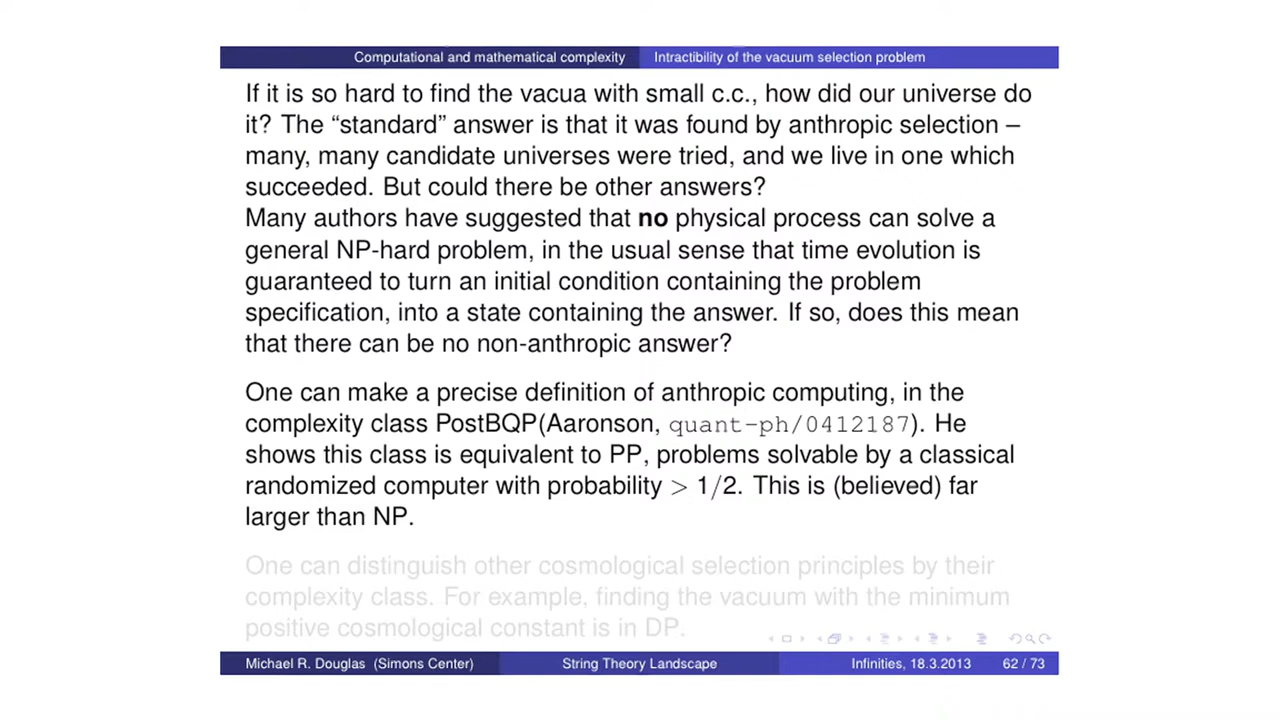 Computational and mathematical complexity Intractibility of the vacuum selection problem
If it is so hard to find the vacua with small c.c., how did our universe do
it? The “standard” answer is that it was found by anthropic selection –
many, many candidate universes were tried, and we live in one which
succeeded. But could there be other answers?
Many authors have suggested that no physical process can solve a
general NP-hard problem, in the usual sense that time evolution is
guaranteed to turn an initial condition containing the problem
specification, into a state containing the answer. If so, does this mean
that there can be no non-anthropic answer?
One can make a precise definition of anthropic computing, in the
complexity class PostBQP(Aaronson, quant-ph/0412187). He
shows this class is equivalent to PP, problems solvable by a classical
randomized computer with probability > 1/2. This is (believed) far
larger than NP.
One can distinguish other cosmological selection principles by their
complexity class. For example, finding the vacuum with the minimum
positive cosmological constant is in DP.
Michael R. Douglas (Simons Center) String Theory Landscape Infinities, 18.3.2013 62 / 73